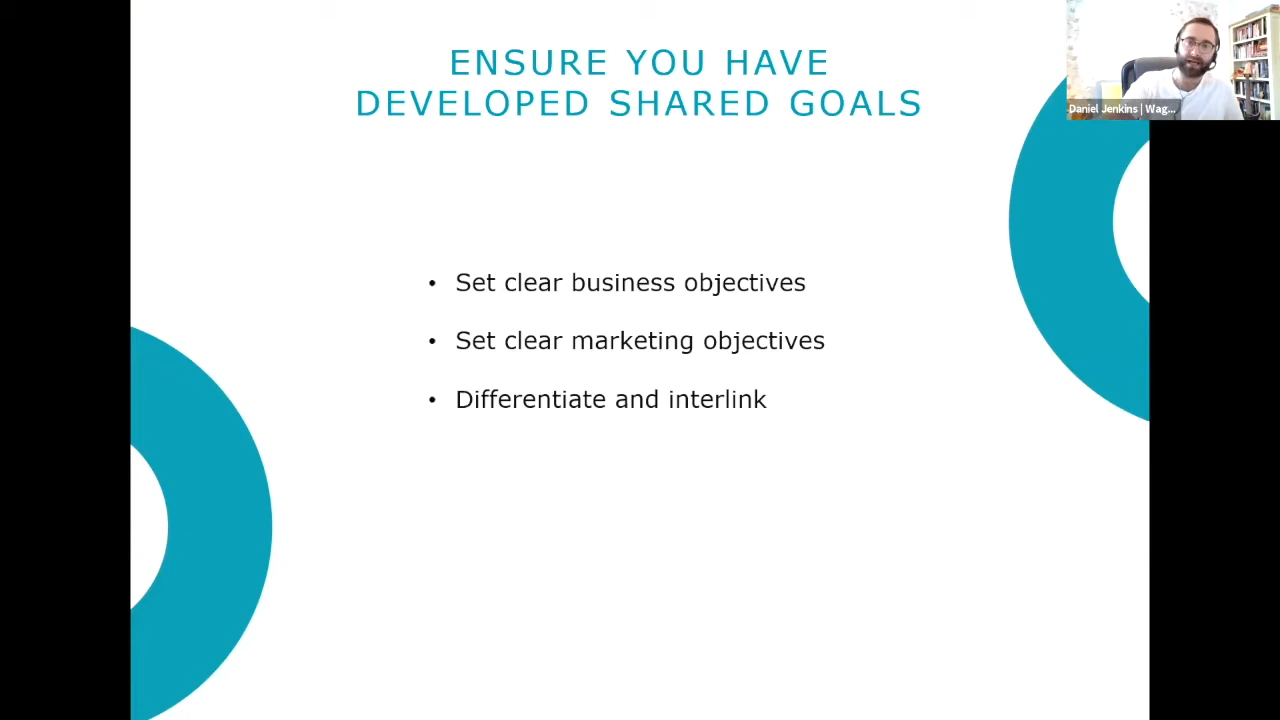 ENSURE YOU HAVE
DEVELOPED SHARED GOALS
Daniel Jenkins | Wag...
• Set clear business objectives
• Set clear marketing objectives
• Differentiate and interlink